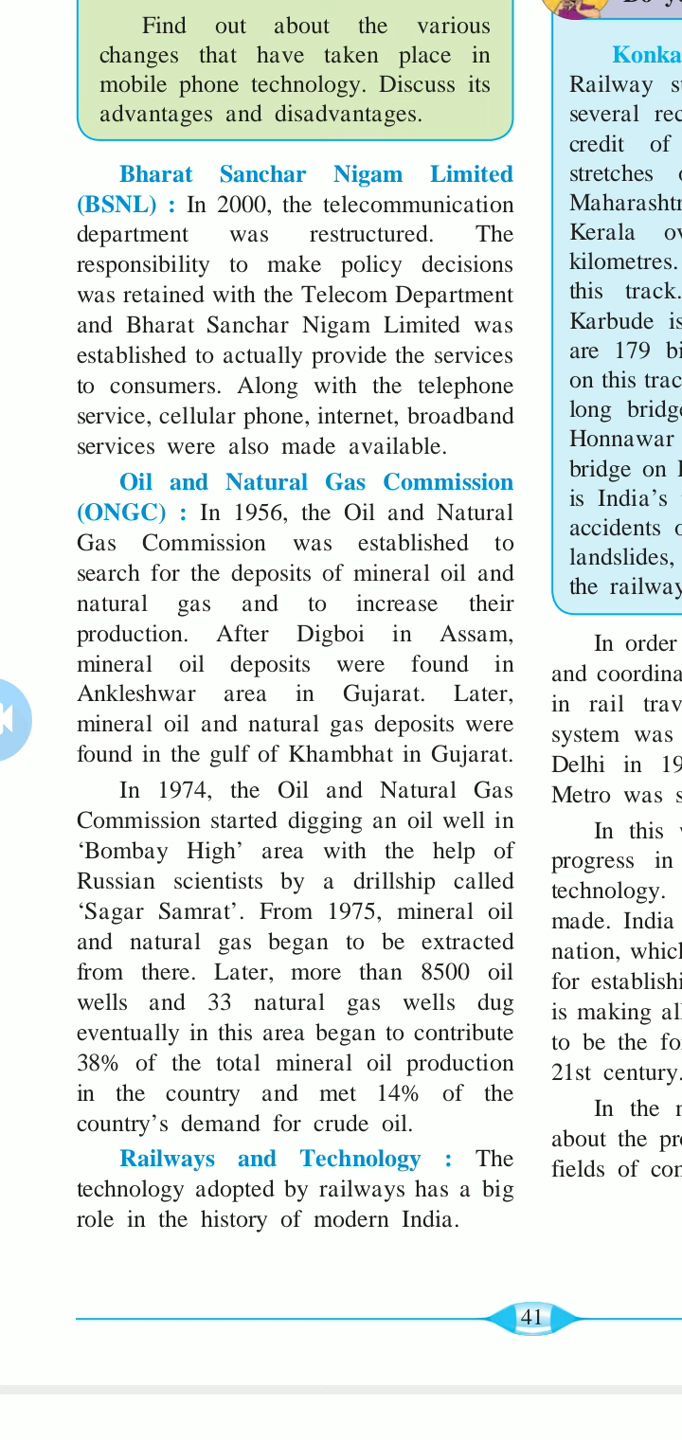 Find out about the various
changes that have taken place in
mobile phone technology. Discuss its
advantages and disadvantages.
Bharat Sanchar Nigam Limited
(BSNL) : In 2000, the telecommunication
department was restructured. The
responsibility to make policy decisions
was retained with the Telecom Department
and Bharat Sanchar Nigam Limited was
established to actually provide the services
to consumers. Along with the telephone
service, cellular phone, internet, broadband
services were also made available.
Oil and Natural Gas Commission
(ONGC) : In 1956, the Oil and Natural
Gas Commission was established to
search for the deposits of mineral oil and
natural gas and to increase their
production. After Digboi in Assam,
mineral oil deposits were found in
Ankleshwar area in Gujarat. Later,
mineral oil and natural gas deposits were
found in the gulf of Khambhat in Gujarat.
In 1974, the Oil and Natural Gas
Commission started digging an oil well in
‘Bombay High’ area with the help of
Russian scientists by a drillship called
‘Sagar Samrat’. From 1975, mineral oil
and natural gas began to be extracted
from there. Later, more than 8500 oil
wells and 33 natural gas wells dug
eventually in this area began to contribute
38% of the total mineral oil production
in the country and met 14% of the
country’s demand for crude oil.
Railways and Technology : The
technology adopted by railways has a big
role in the history of modern India.
Konka
Railway
several rec
credit of
stretches
Maharashtr
Kerala
kilometres.
this track.
Karbude is
are 179 bi
on this trac
long bridg
Honnawar
bridge on
is India’s
accidents
landslides,
the railway
In order
and coordina
in rail trav
system was
Delhi in 19
Metro was s
In this
progress in
technology.
made. India
nation, which
for establishi
is making al
to be the fo
21st century.
In the
about the pr
fields of con
41